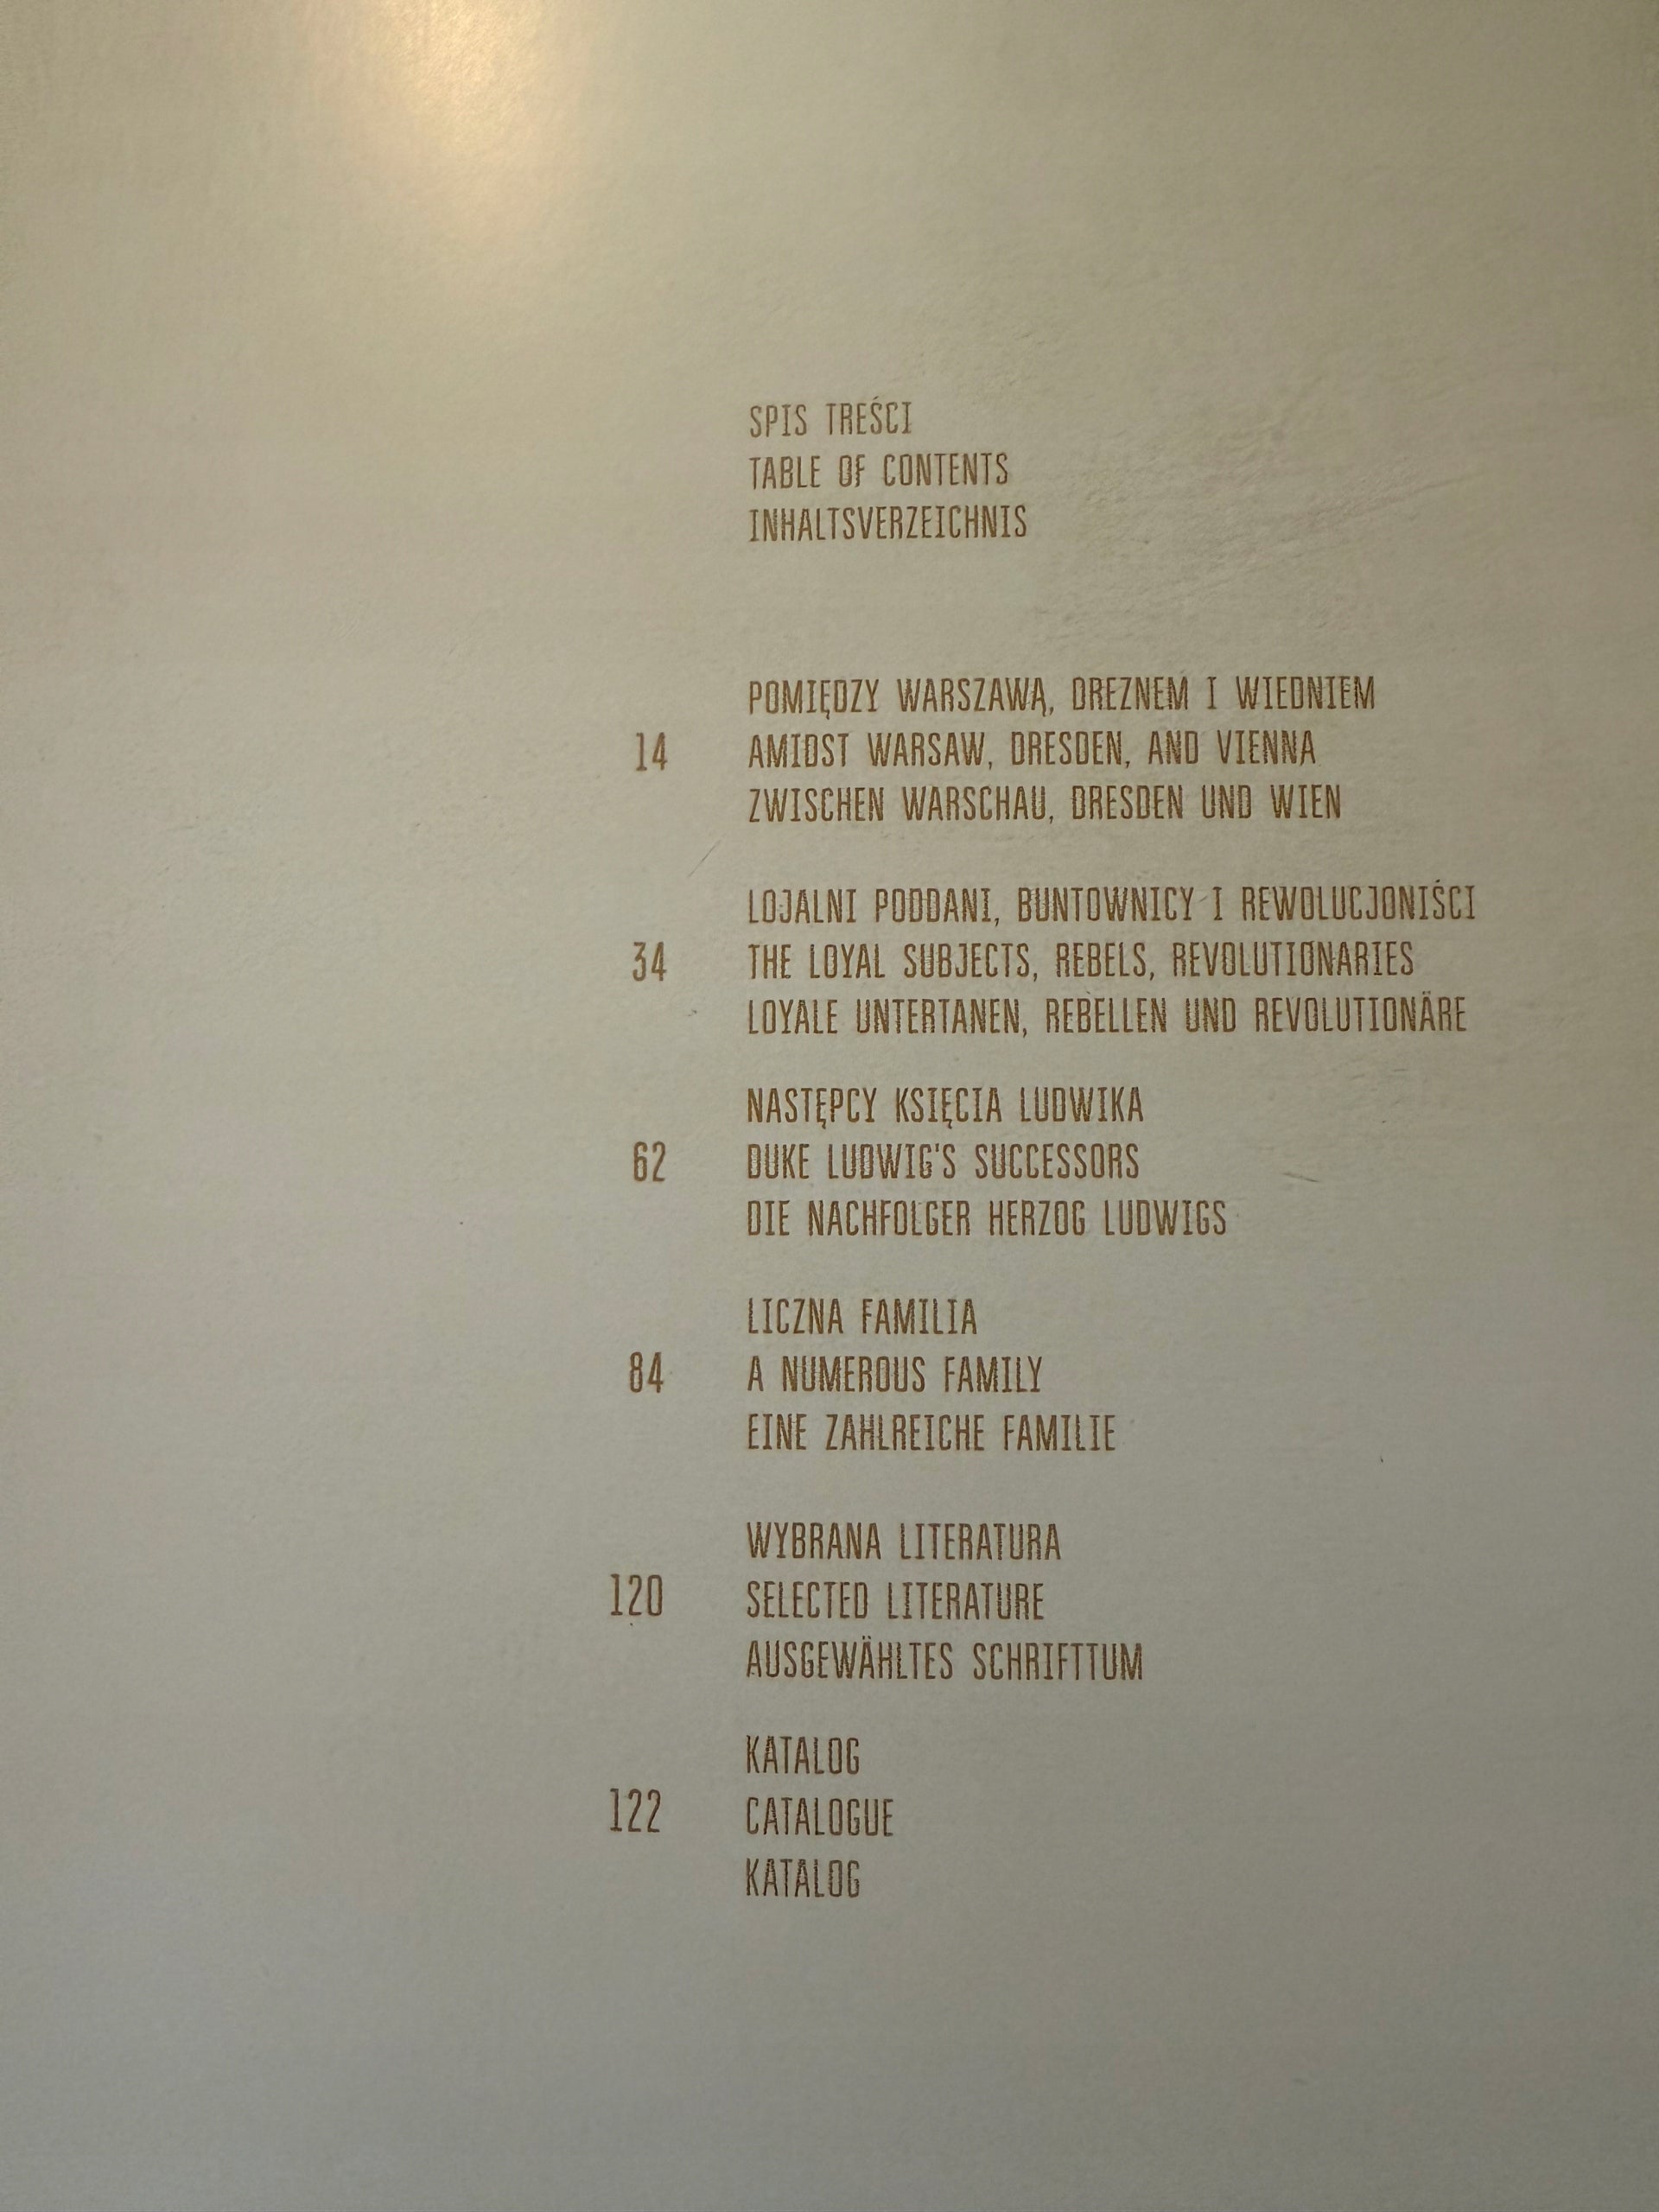 SPIS TREŚCI
TABLE OF CONTENTS
INHALTSVERZEICHNIS
POMIĘDZY WARSZAWĄ, DREZNEM I WIEDNIEM
14 AMIDST WARSAW, DRESDEN, AND VIENNA
ZWISCHEN WARSCHAU, DRESDEN UND WIEN
LOJALNI PODDANI, BUNTOWNICY I REWOLUCJONIŚCI
34 THE LOYAL SUBJECTS, REBELS, REVOLUTIONARIES
LOYALE UNTERTANEN, REBELLEN UND REVOLUTIONÄRE
NASTĘPCY KSIĘCIA LUDWIKA
62 DUKE LUDWIG'S SUCCESSORS
DIE NACHFOLGER HERZOG LUDWIGS
LICZNA FAMILIA
84 A NUMEROUS FAMILY
EINE ZAHLREICHE FAMILIE
WYBRANA LITERATURA
120 SELECTED LITERATURE
AUSGEWÄHLTES SCHRIFTTUM
KATALOG
122 CATALOGUE
KATALOG